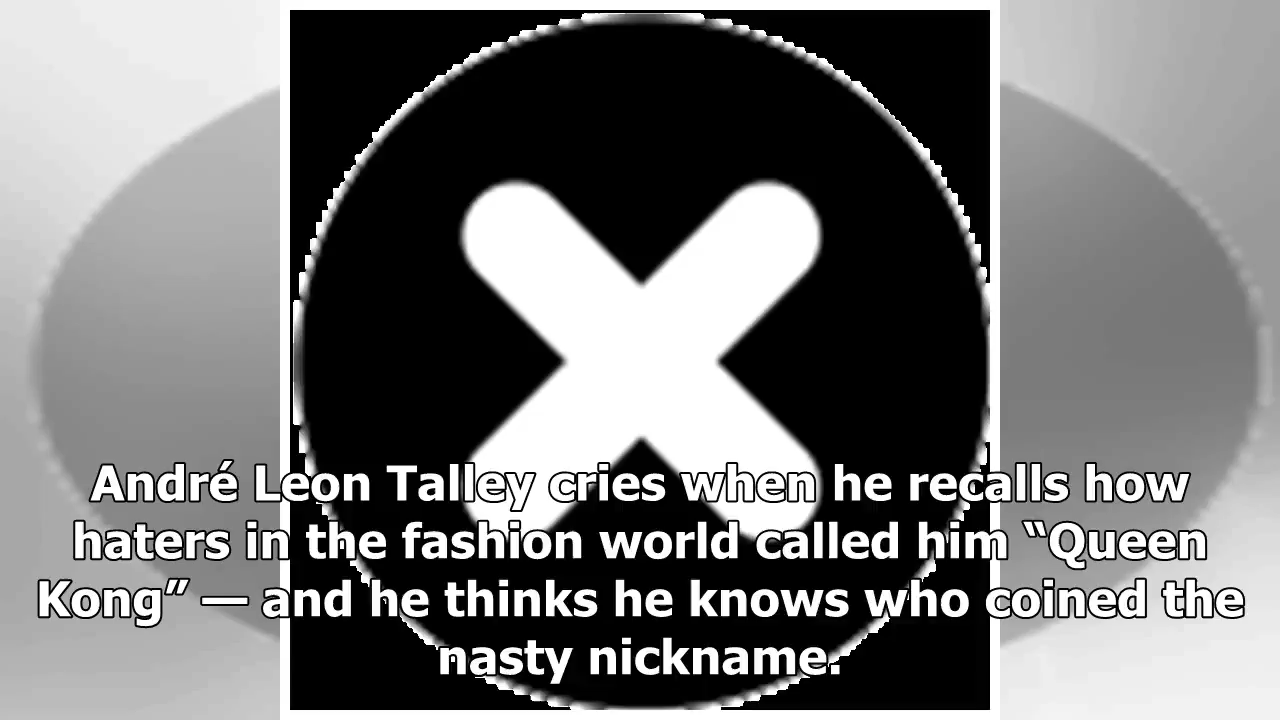 André Leon Talley cries when he recalls how
haters in the fashion world called him “Queen
Kong” — and he thinks he knows who coined the
nasty nickname.